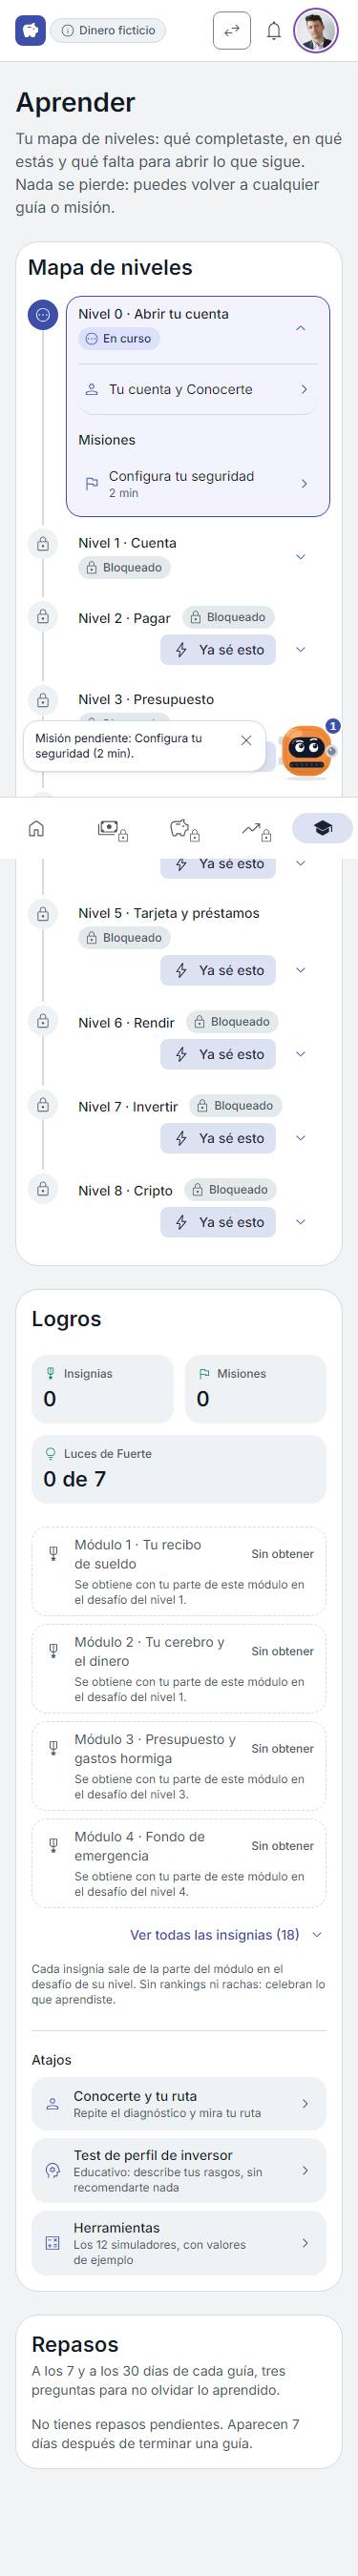 Dinero ficticio
Aprender
Tu mapa de niveles: qué completaste, en qué
estás y qué falta para abrir lo que sigue.
Nada se pierde: puedes volver a cualquier
guía o misión.
Mapa de niveles
Nivel 0 · Abrir tu cuenta
En curso
Tu cuenta y Conocerte
Misiones
Configura tu seguridad
2 min
Nivel 1 · Cuenta
Bloqueado
Nivel 2 · Pagar Bloqueado
Ya sé esto
Nivel 3 · Presupuesto
Misión pendiente: Configura tu
seguridad (2 min).
1
Ya sé esto
Nivel 5 · Tarjeta y préstamos
Bloqueado
Ya sé esto
Nivel 6 · Rendir Bloqueado
Ya sé esto
Nivel 7 · Invertir Bloqueado
Ya sé esto
Nivel 8 · Cripto Bloqueado
Ya sé esto
Logros
Insignias
0
Misiones
0
Luces de Fuerte
0 de 7
Módulo 1 · Tu recibo
de sueldo
Sin obtener
Se obtiene con tu parte de este módulo en
el desafío del nivel 1.
Módulo 2 · Tu cerebro y
el dinero
Sin obtener
Se obtiene con tu parte de este módulo en
el desafío del nivel 1.
Módulo 3 · Presupuesto y
gastos hormiga
Sin obtener
Se obtiene con tu parte de este módulo en
el desafío del nivel 3.
Módulo 4 · Fondo de
emergencia
Sin obtener
Se obtiene con tu parte de este módulo en
el desafío del nivel 4.
Ver todas las insignias (18)
Cada insignia sale de la parte del módulo en el
desafío de su nivel. Sin rankings ni rachas: celebran lo
que aprendiste.
Atajos
Conocerte y tu ruta
Repite el diagnóstico y mira tu ruta
Test de perfil de inversor
Educativo: describe tus rasgos, sin
recomendarte nada
Herramientas
Los 12 simuladores, con valores
de ejemplo
Repasos
A los 7 y a los 30 días de cada guía, tres
preguntas para no olvidar lo aprendido.
No tienes repasos pendientes. Aparecen 7
días después de terminar una guía.